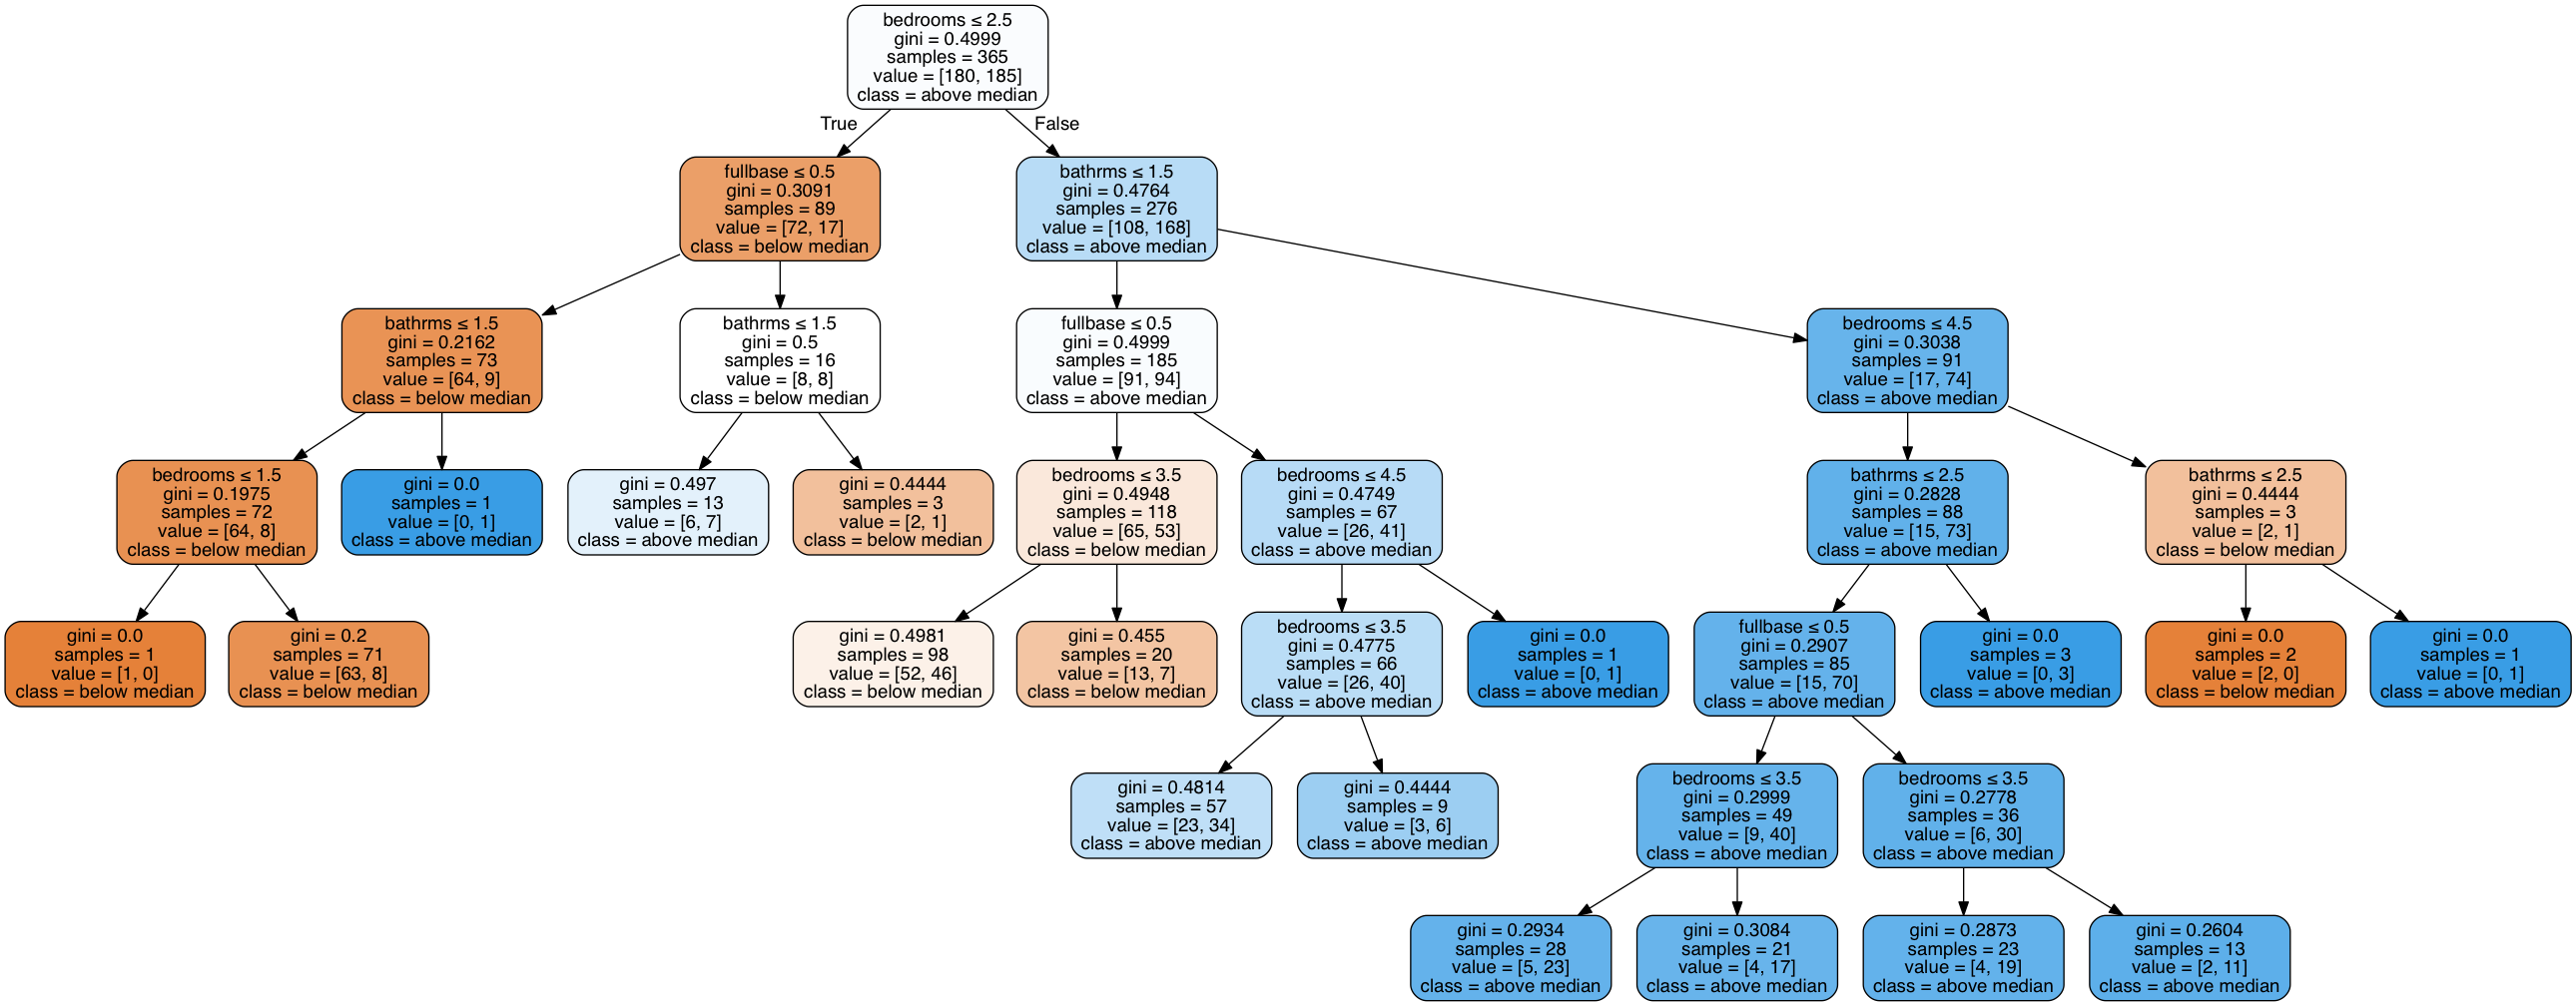 bedrooms ≤ 2.5
gini = 0.4999
samples = 365
value = [180, 185]
class = above median
True
False
fullbase ≤ 0.5
gini = 0.3091
samples = 89
value = [72, 17]
class = below median
bathrms ≤ 1.5
gini = 0.4764
samples = 276
value = [108, 168]
class = above median
bathrms ≤ 1.5
gini = 0.2162
samples = 73
value = [64, 9]
class = below median
bathrms ≤ 1.5
gini = 0.5
samples = 16
value = [8, 8]
class = below median
fullbase ≤ 0.5
gini = 0.4999
samples = 185
value = [91, 94]
class = above median
bedrooms ≤ 4.5
gini = 0.3038
samples = 91
value = [17, 74]
class = above median
bedrooms ≤ 1.5
gini = 0.1975
samples = 72
value = [64, 8]
class = below median
gini = 0.0
samples = 1
value = [0, 1]
class = above median
gini = 0.497
samples = 13
value = [6, 7]
class = above median
gini = 0.4444
samples = 3
value = [2, 1]
class = below median
bedrooms ≤ 3.5
gini = 0.4948
samples = 118
value = [65, 53]
class = below median
bedrooms ≤ 4.5
gini = 0.4749
samples = 67
value = [26, 41]
class = above median
bathrms ≤ 2.5
gini = 0.2828
samples = 88
value = [15, 73]
class = above median
bathrms ≤ 2.5
gini = 0.4444
samples = 3
value = [2, 1]
class = below median
gini = 0.0
samples = 1
value = [1, 0]
class = below median
gini = 0.2
samples = 71
value = [63, 8]
class = below median
gini = 0.4981
samples = 98
value = [52, 46]
class = below median
gini = 0.455
samples = 20
value = [13, 7]
class = below median
bedrooms ≤ 3.5
gini = 0.4775
samples = 66
value = [26, 40]
class = above median
gini = 0.0
samples = 1
value = [0, 1]
class = above median
fullbase ≤ 0.5
gini = 0.2907
samples = 85
value = [15, 70]
class = above median
gini = 0.0
samples = 3
value = [0, 3]
class = above median
gini = 0.0
samples = 2
value = [2, 0]
class = below median
gini = 0.0
samples = 1
value = [0, 1]
class = above median
gini = 0.4814
samples = 57
value = [23, 34]
class = above median
gini = 0.4444
samples = 9
value = [3, 6]
class = above median
bedrooms ≤ 3.5
gini = 0.2999
samples = 49
value = [9, 40]
class = above median
bedrooms ≤ 3.5
gini = 0.2778
samples = 36
value = [6, 30]
class = above median
gini = 0.2934
samples = 28
value = [5, 23]
class = above median
gini = 0.3084
samples = 21
value = [4, 17]
class = above median
gini = 0.2873
samples = 23
value = [4, 19]
class = above median
gini = 0.2604
samples = 13
value = [2, 11]
class = above median